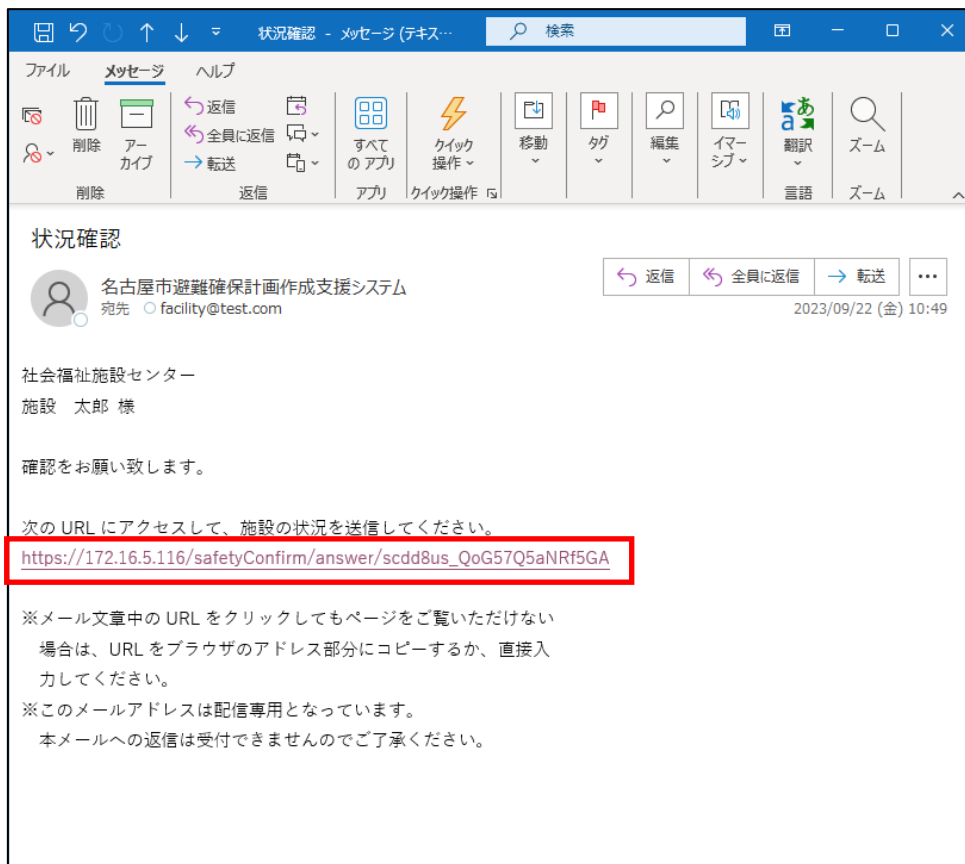 状況確認 - メッセージ (テキス… 検索
ファイル メッセージ ヘルプ
削除 アーカイブ 返信 全員に返信 転送 すべてのアプリ クイック操作 移動 タグ 編集 イマーシブ 翻訳 ズーム
削除 返信 アプリ クイック操作 言語 ズーム
状況確認
名古屋市避難確保計画作成支援システム
宛先 facility@test.com
返信 全員に返信 転送 …
2023/09/22 (金) 10:49
社会福祉施設センター
施設 太郎 様
確認をお願い致します。
次の URL にアクセスして、施設の状況を送信してください。
https://172.16.5.116/safetyConfirm/answer/scdd8us_QoG57Q5aNRf5GA
※メール文章中の URL をクリックしてもページをご覧いただけない
場合は、URL をブラウザのアドレス部分にコピーするか、直接入
力してください。
※このメールアドレスは配信専用となっています。
本メールへの返信は受付できませんのでご了承ください。